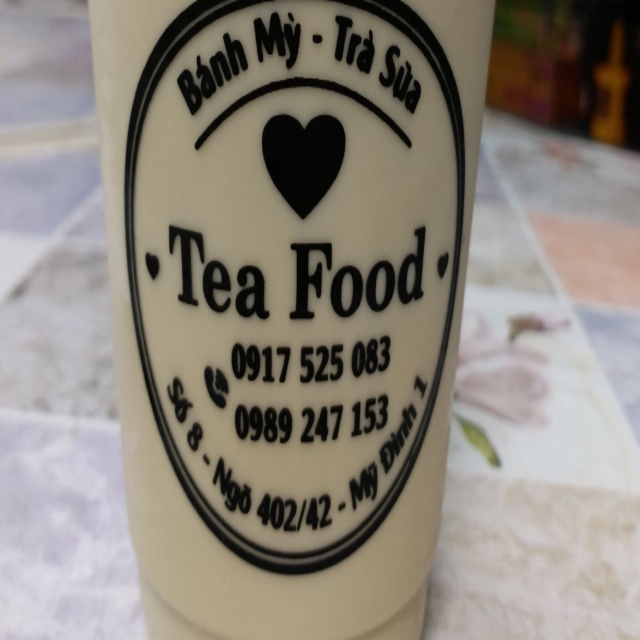 Bánh Mỳ - Trà Sữa
Tea Food
0917 525 083
0989 247 153
Số 8 - Ngõ 402/42 - Mỹ Đình 1